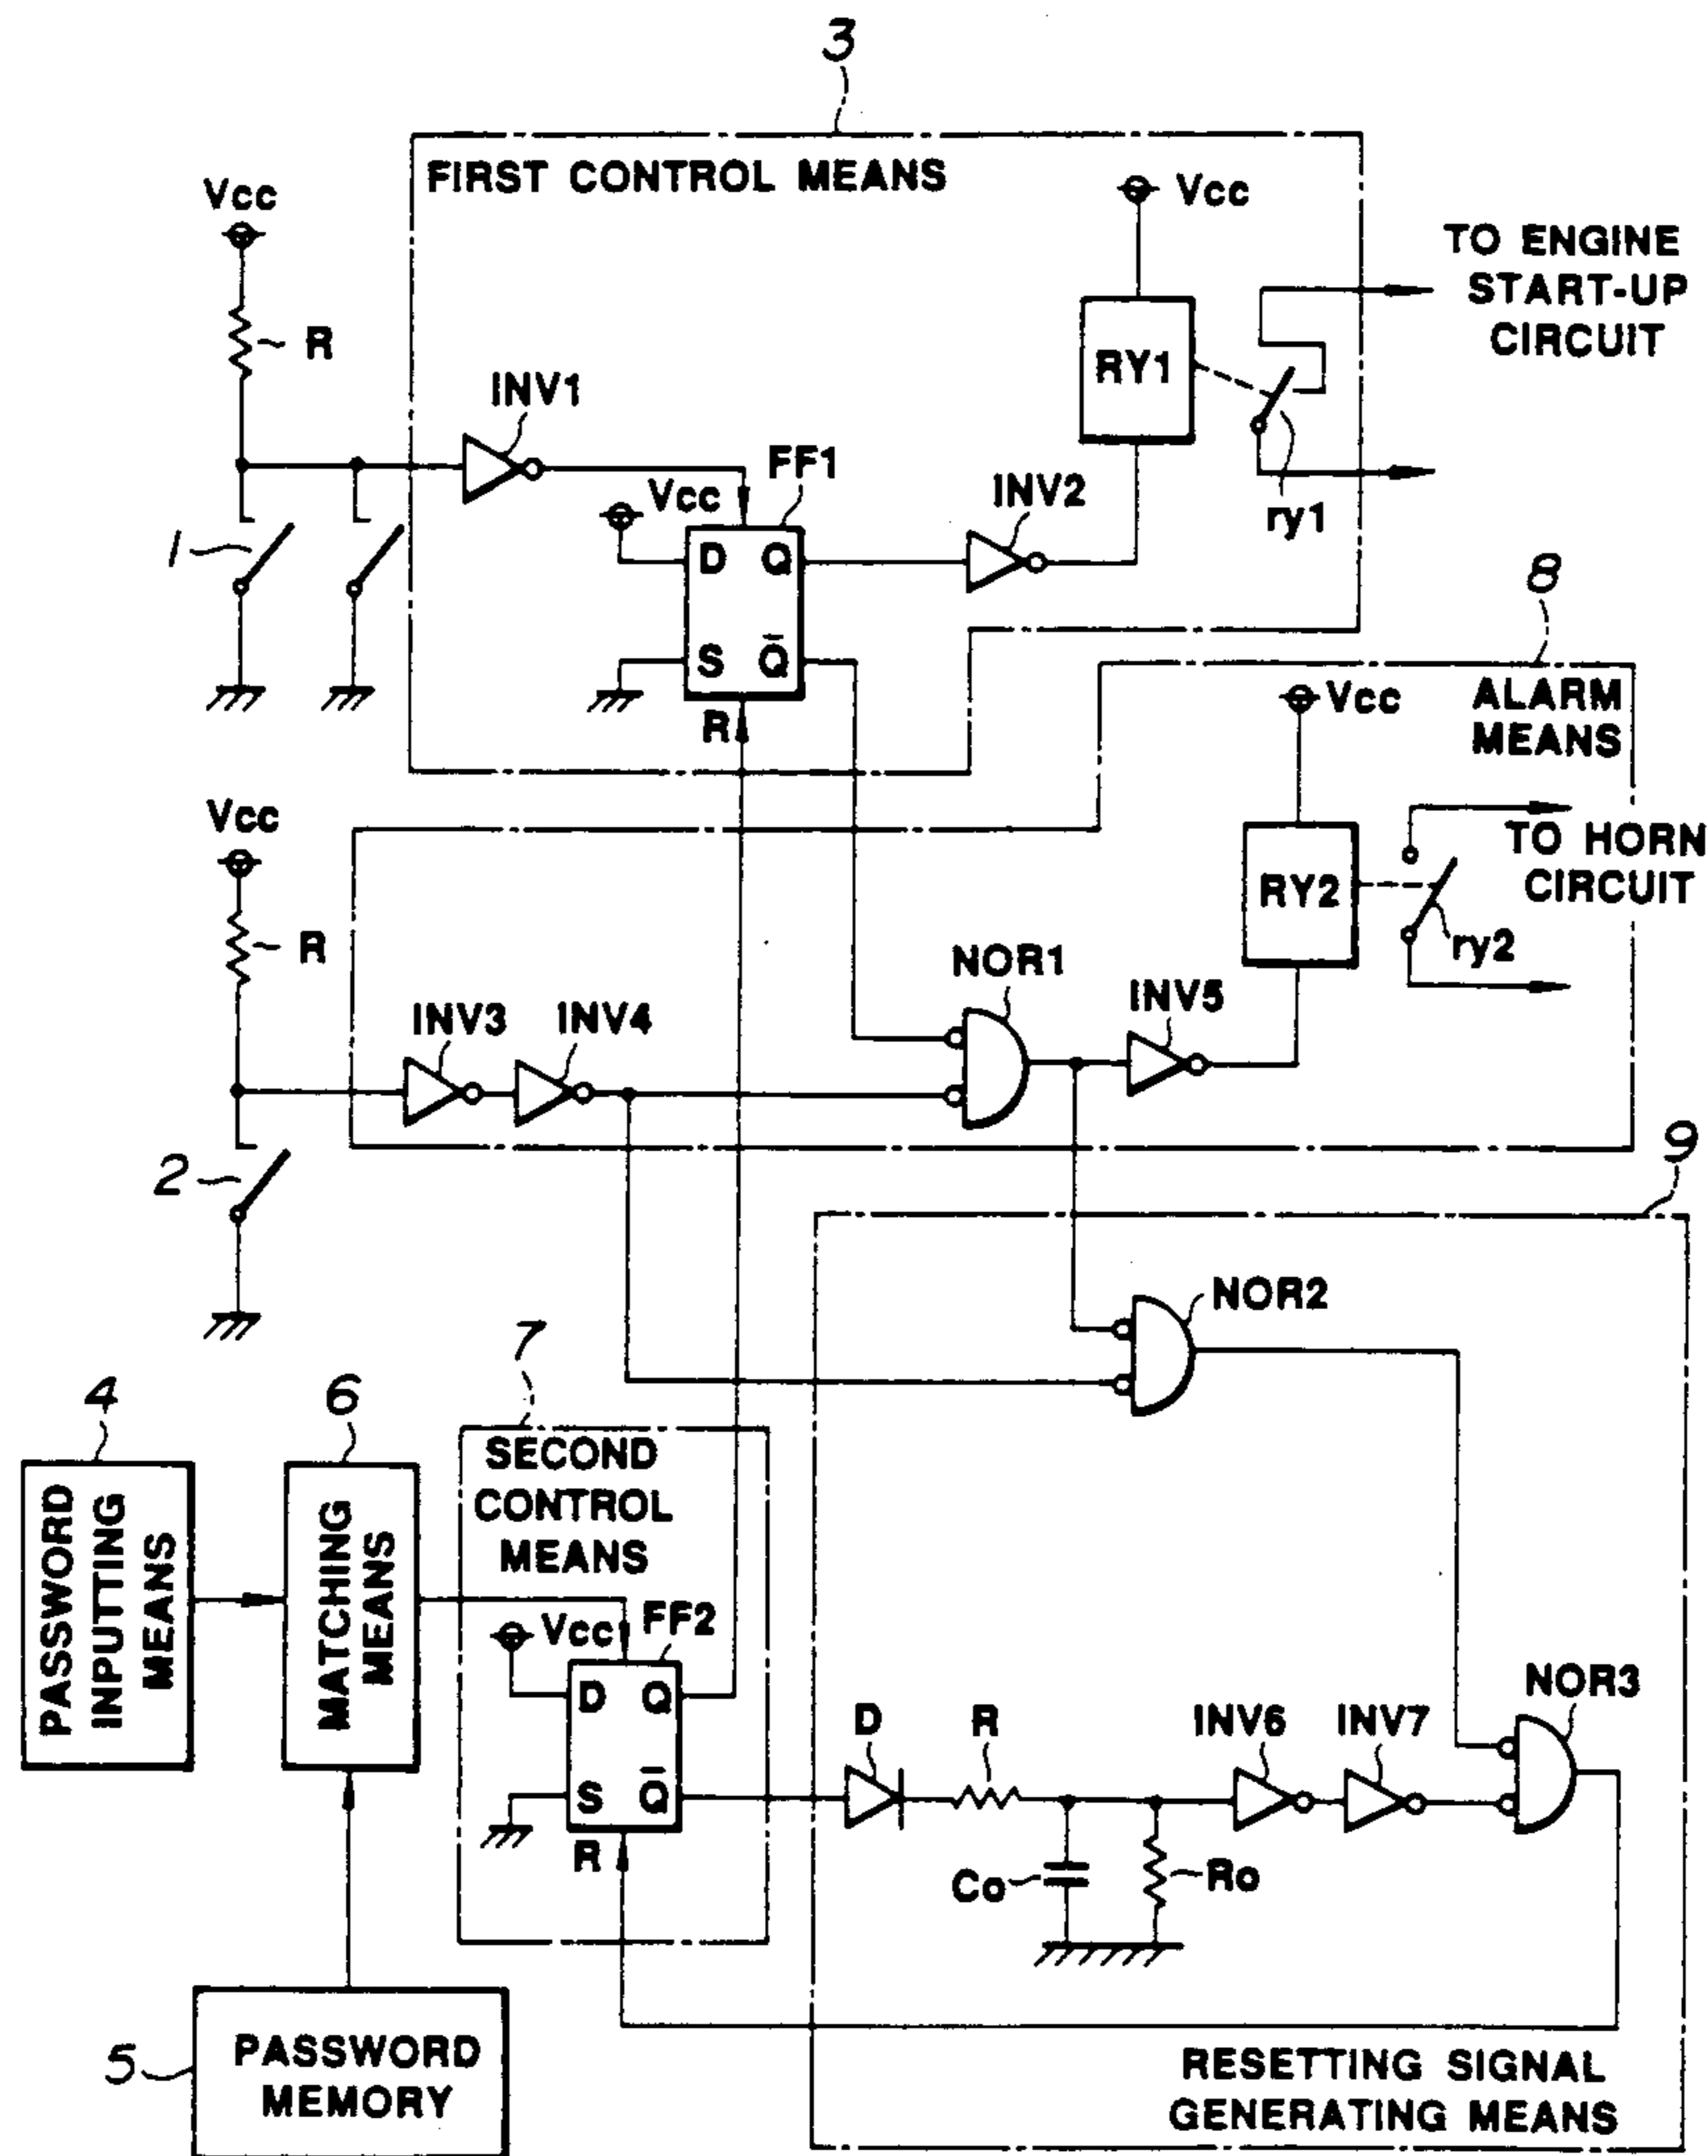 3
FIRST CONTROL MEANS
Vcc
Vcc
TO ENGINE
START-UP
CIRCUIT
R
RY1
INV1
FF1
Vcc
INV2
ry1
1
D Q
S Q̄
R
8
ALARM
MEANS
Vcc
Vcc
TO HORN
CIRCUIT
RY2
R
ry2
NOR1
INV5
INV3
INV4
2
9
NOR2
7
4
6
SECOND
CONTROL
MEANS
PASSWORD
INPUTTING
MEANS
MATCHING
MEANS
Vcc
FF2
D Q
S Q̄
R
D
R
INV6
INV7
NOR3
Co
Ro
5
PASSWORD
MEMORY
RESETTING SIGNAL
GENERATING MEANS